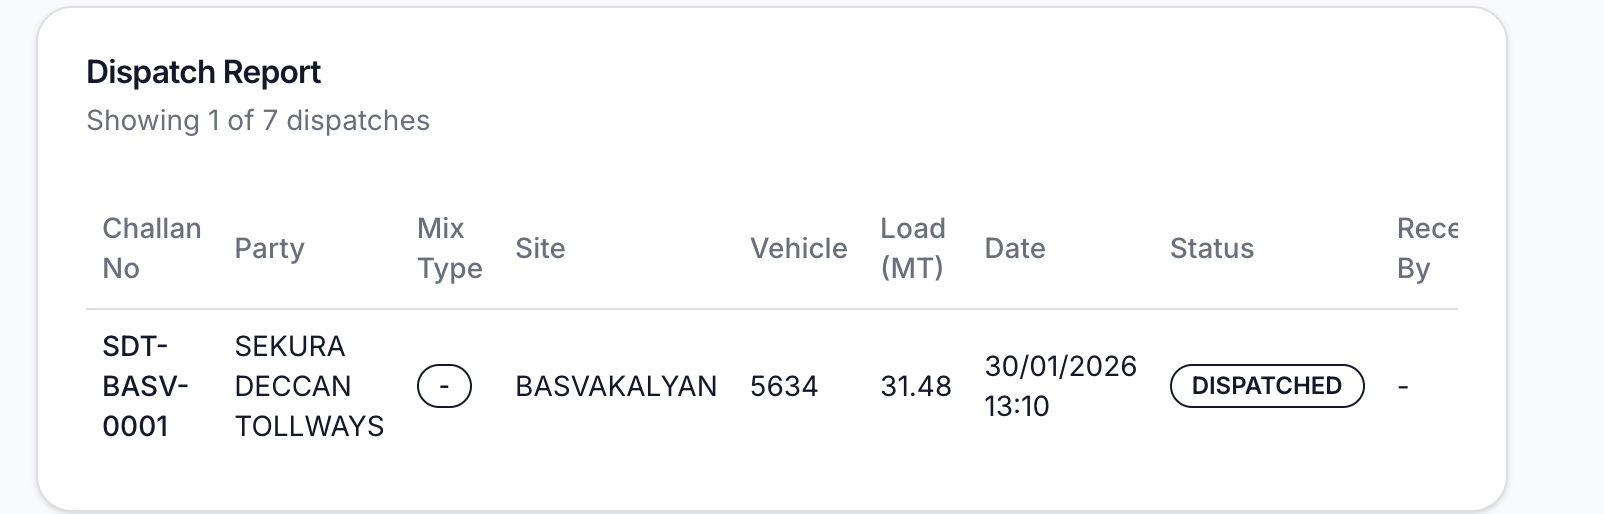 Dispatch Report
Showing 1 of 7 dispatches
Challan No
Party
Mix Type
Site
Vehicle
Load (MT)
Date
Status
Rece
By
SDT-
BASV-
0001
SEKURA
DECCAN
TOLLWAYS
-
BASVAKALYAN
5634
31.48
30/01/2026
13:10
DISPATCHED
-